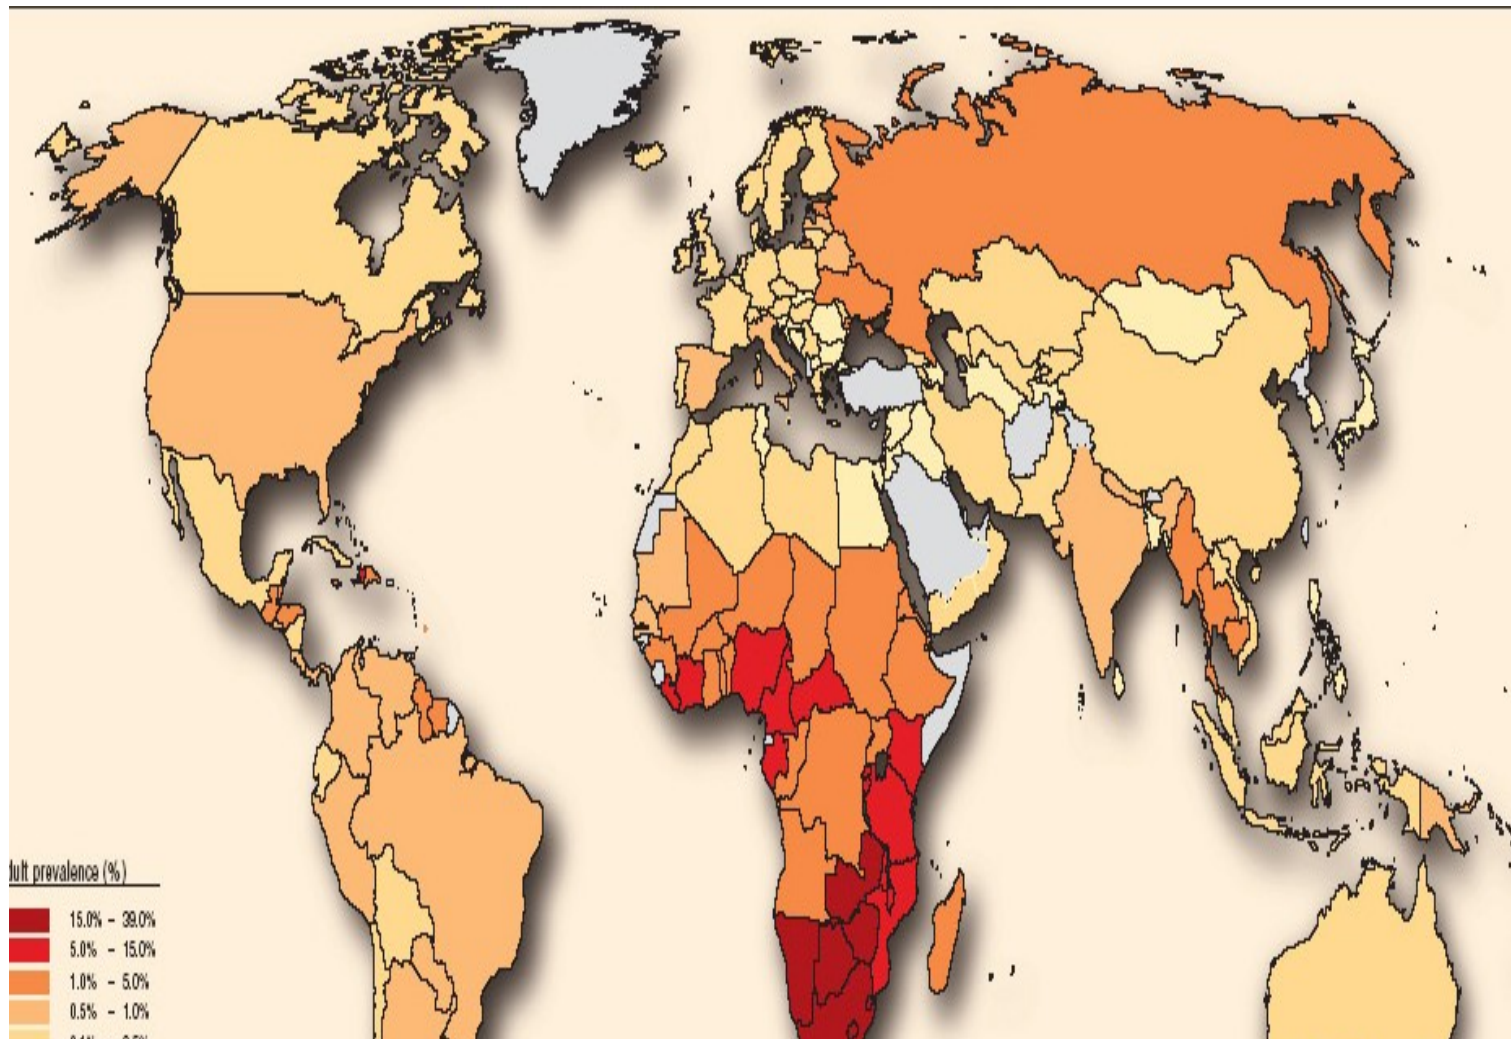 dult prevalence (%)
15.0% – 39.0%
5.0% – 15.0%
1.0% – 5.0%
0.5% – 1.0%